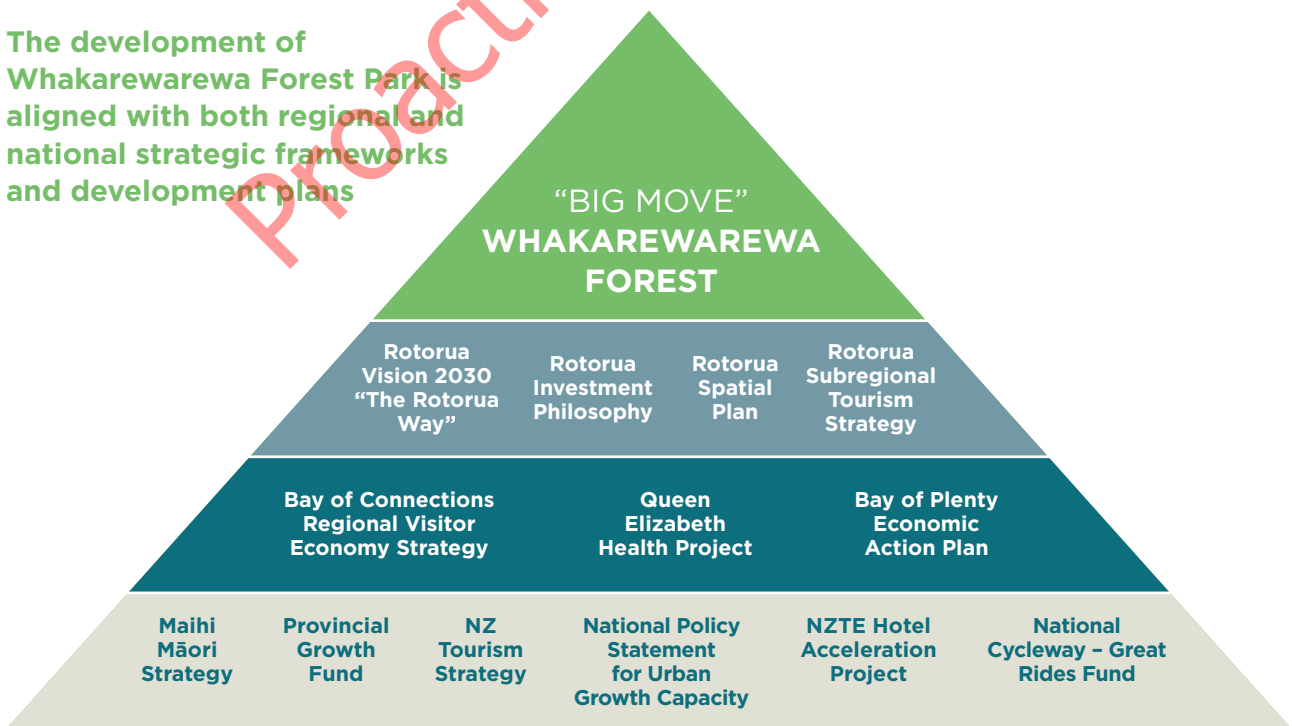 The development of
Whakarewarewa Forest Park is
aligned with both regional and
national strategic frameworks
and development plans
“BIG MOVE”
WHAKAREWAREWA
FOREST
Rotorua
Vision 2030
“The Rotorua
Way”
Rotorua
Investment
Philosophy
Rotorua
Spatial
Plan
Rotorua
Subregional
Tourism
Strategy
Bay of Connections
Regional Visitor
Economy Strategy
Queen
Elizabeth
Health Project
Bay of Plenty
Economic
Action Plan
Maihi
Māori
Strategy
Provincial
Growth
Fund
NZ
Tourism
Strategy
National Policy
Statement
for Urban
Growth Capacity
NZTE Hotel
Acceleration
Project
National
Cycleway – Great
Rides Fund